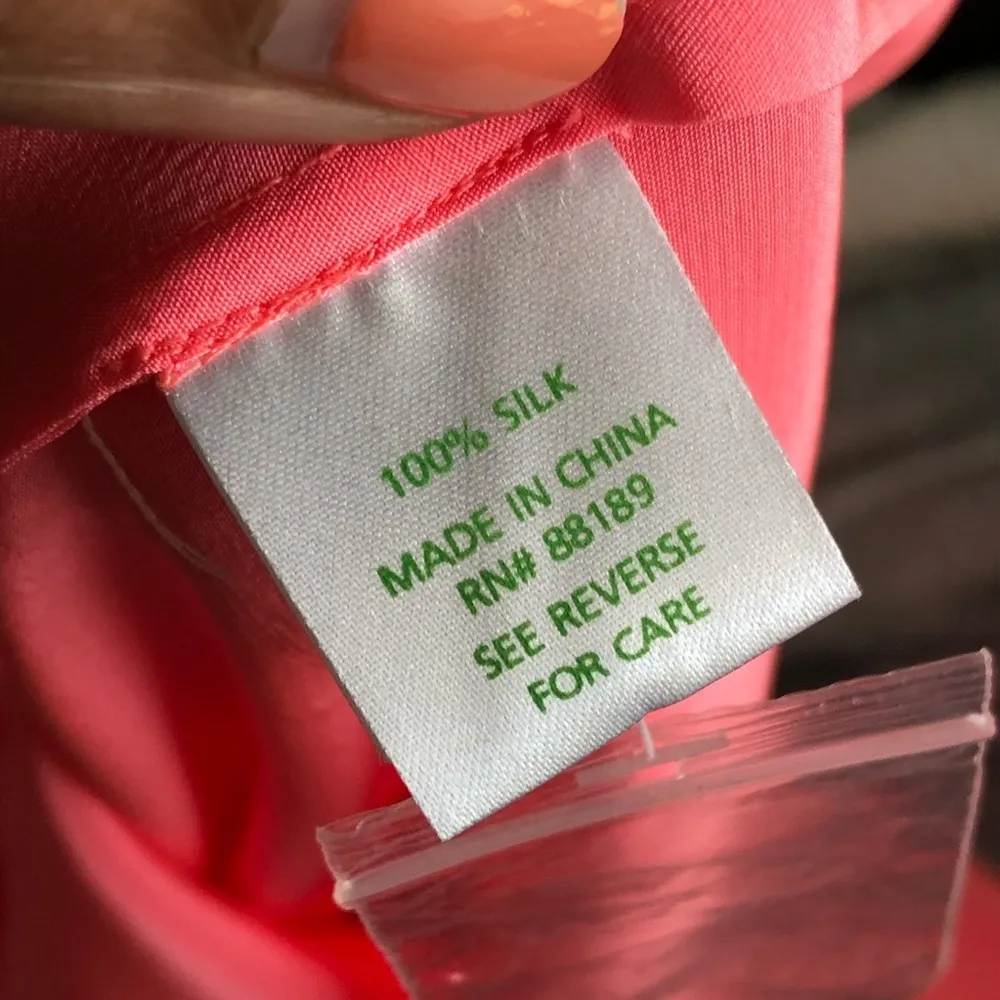 100% SILK
MADE IN CHINA
RN# 88189
SEE REVERSE
FOR CARE